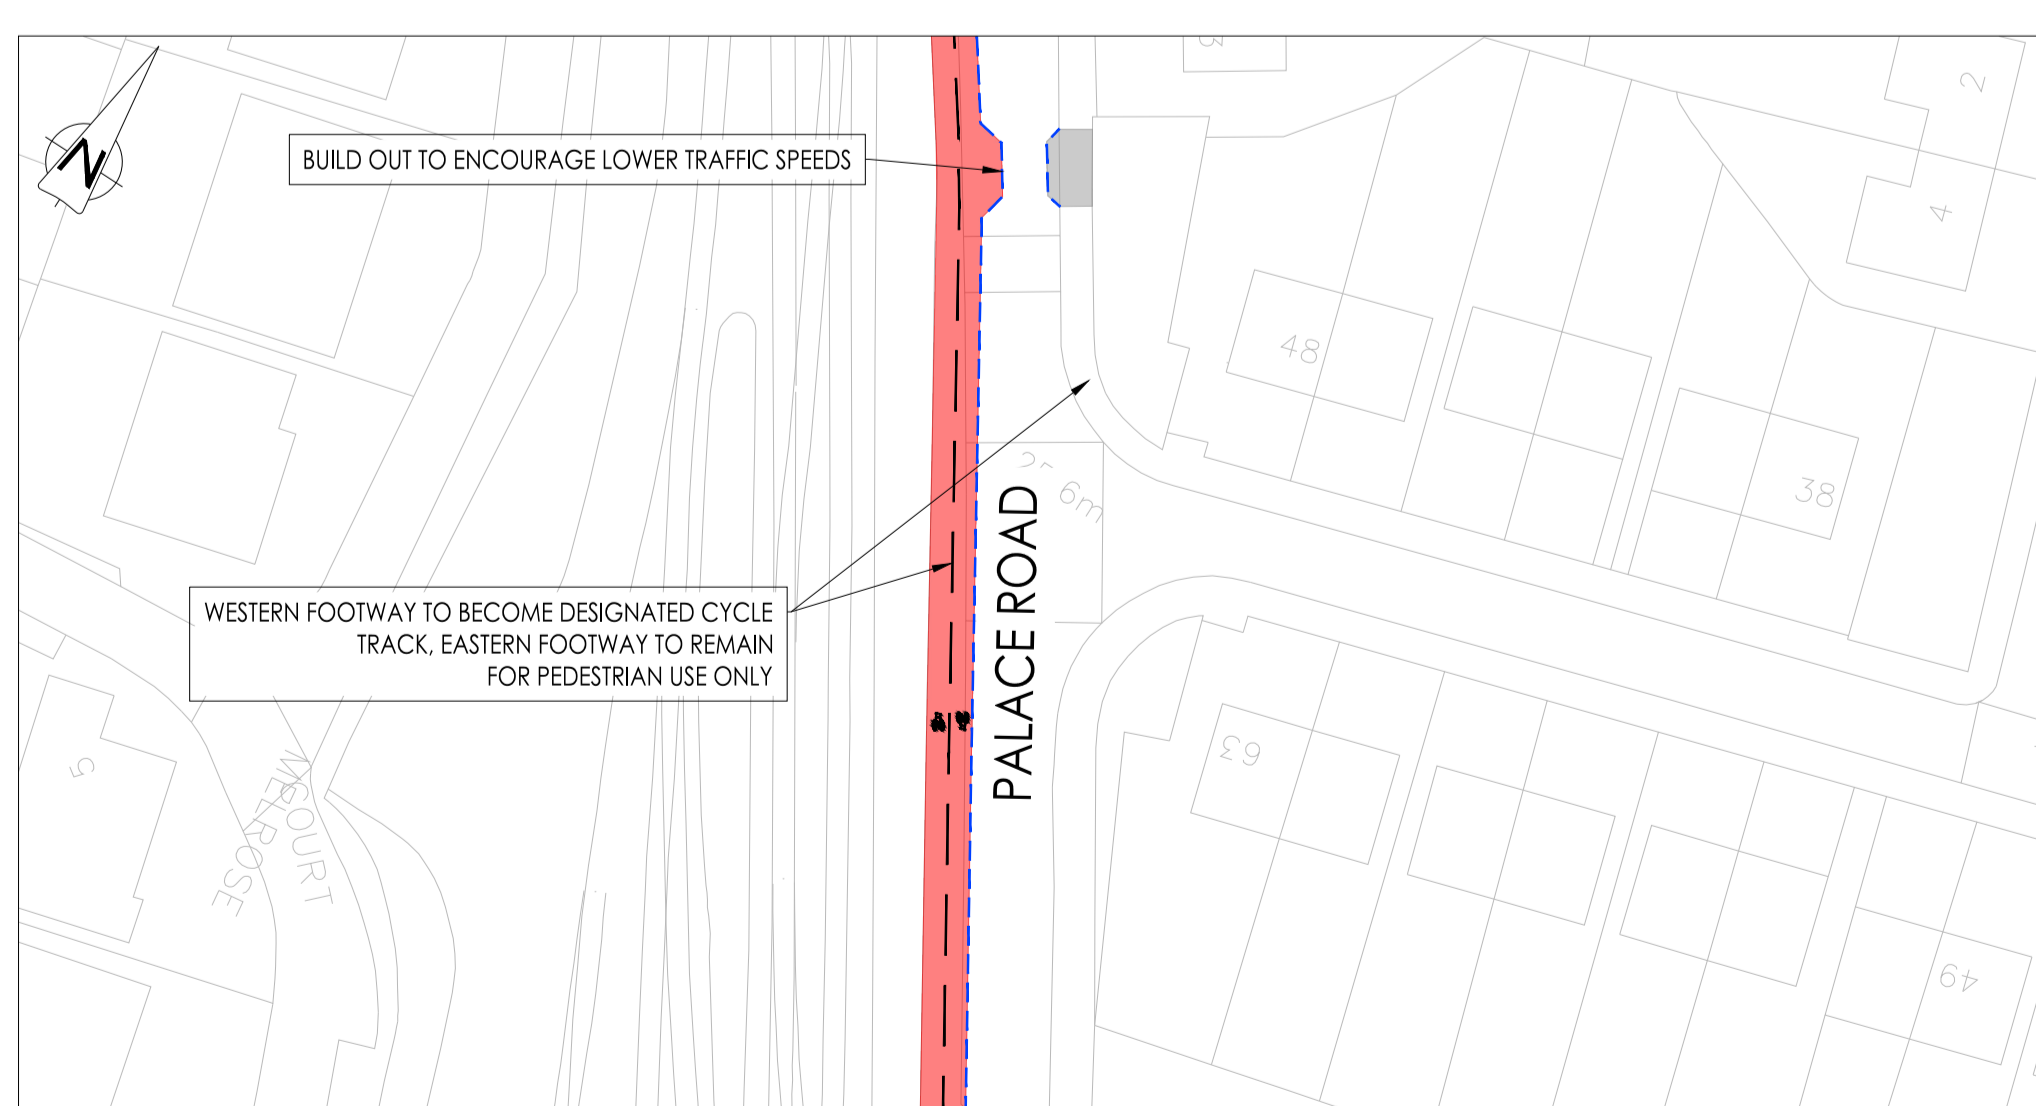 N
3
2
BUILD OUT TO ENCOURAGE LOWER TRAFFIC SPEEDS
4
48
38
6m
PALACE ROAD
WESTERN FOOTWAY TO BECOME DESIGNATED CYCLE
TRACK, EASTERN FOOTWAY TO REMAIN
FOR PEDESTRIAN USE ONLY
63
5
MELROSE
COURT
49